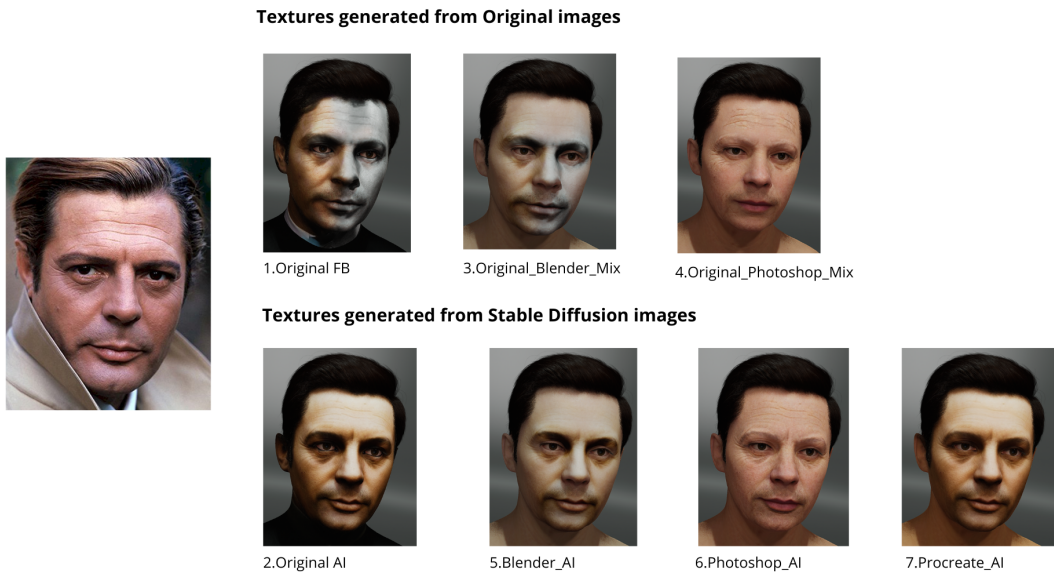 Textures generated from Original images
1.Original FB
3.Original_Blender_Mix
4.Original_Photoshop_Mix
Textures generated from Stable Diffusion images
2.Original AI
5.Blender_AI
6.Photoshop_AI
7.Procreate_AI